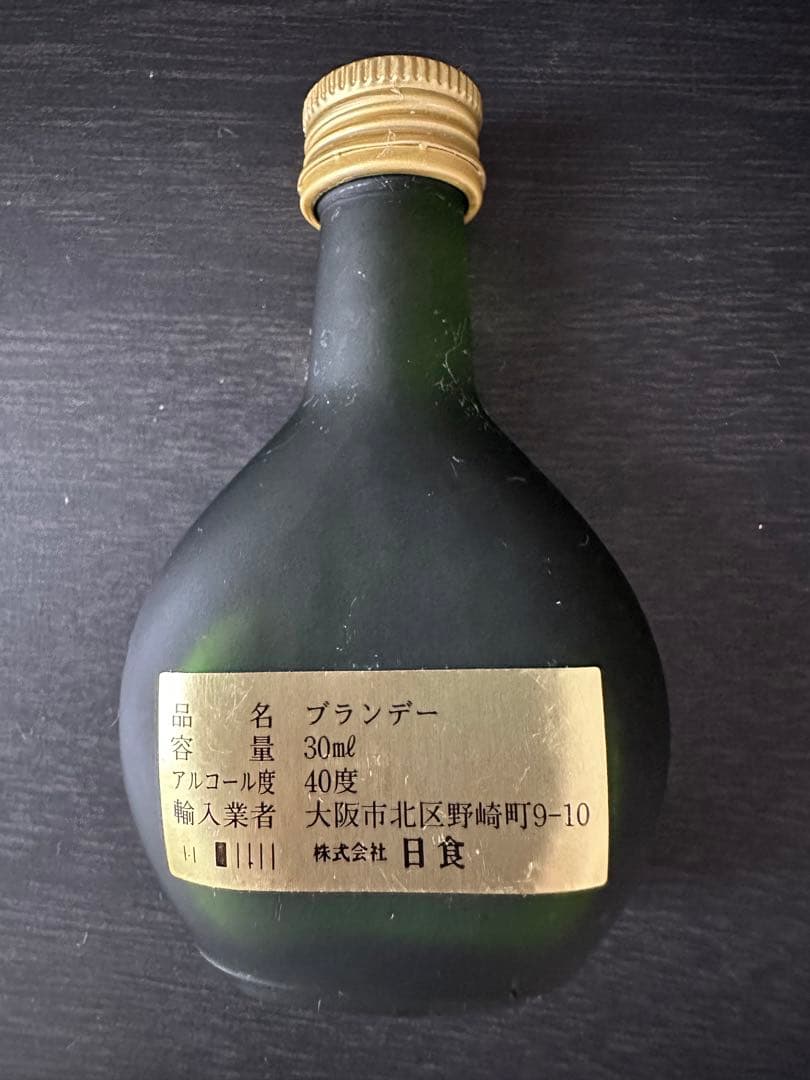 品名 ブランデー
容量 30㎖
アルコール度 40度
輸入業者 大阪市北区野崎町9-10
株式会社 日食